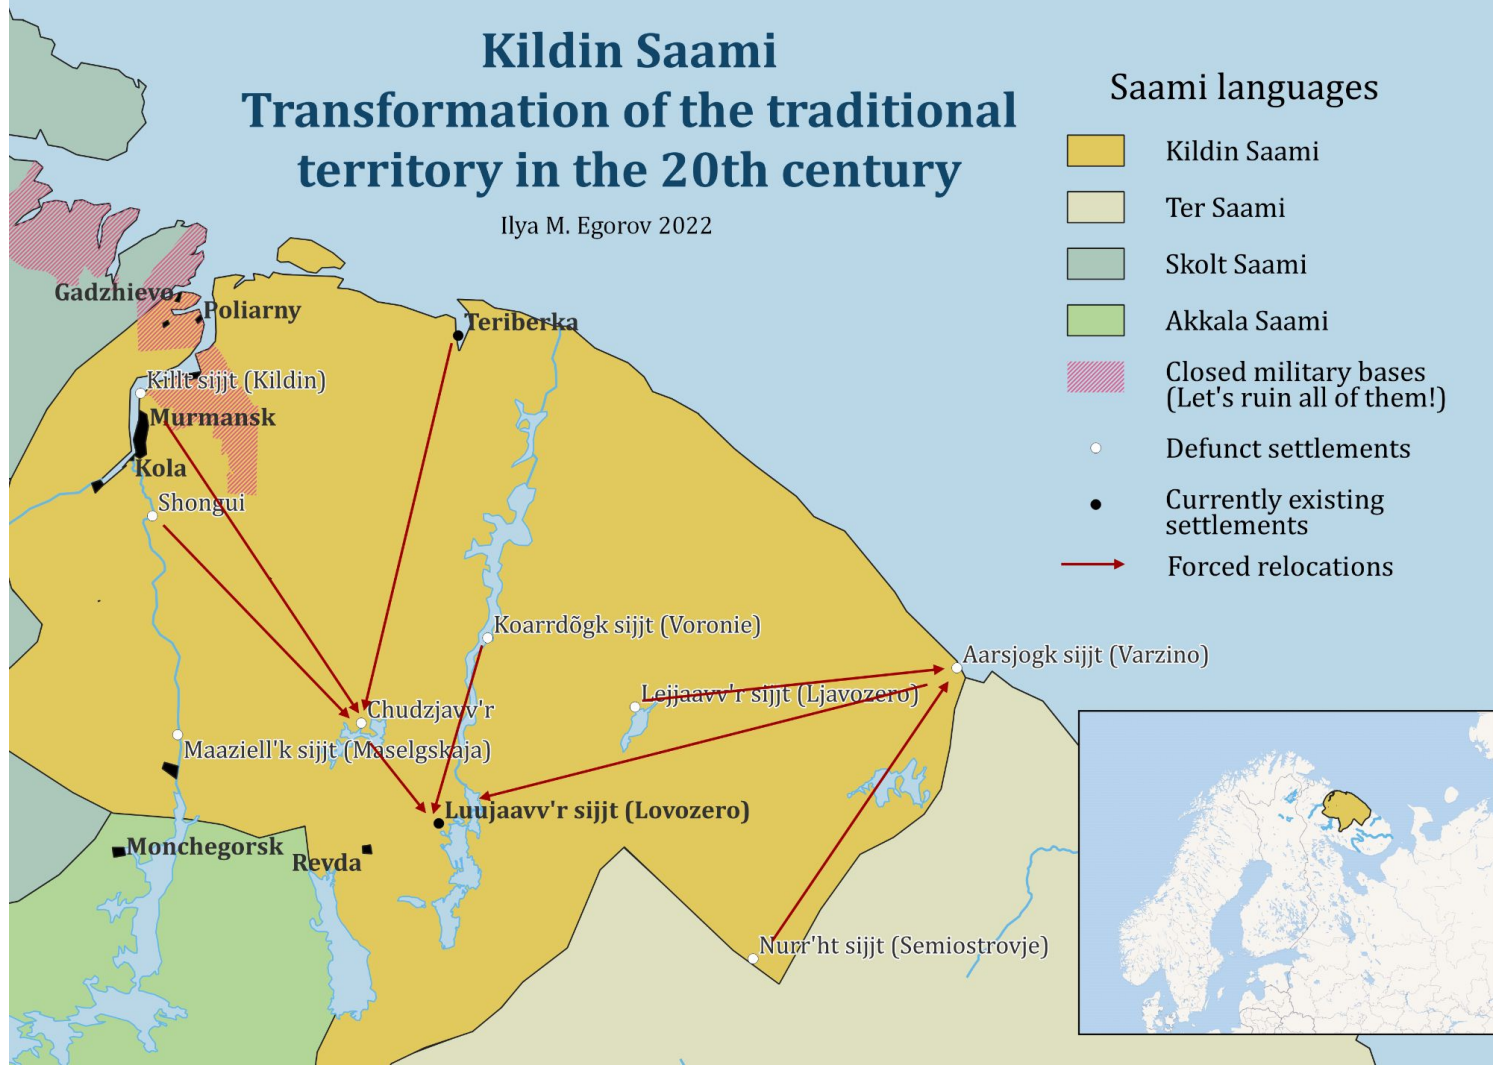 Kildin Saami
Transformation of the traditional
territory in the 20th century
Ilya M. Egorov 2022
Saami languages
Kildin Saami
Ter Saami
Skolt Saami
Akkala Saami
Closed military bases
(Let's ruin all of them!)
Defunct settlements
Currently existing
settlements
Forced relocations
Gadzhievo
Poliarny
Teriberka
Killt sijjt (Kildin)
Murmansk
Kola
Shongui
Koarrdõgk sijjt (Voronie)
Aarsjogk sijjt (Varzino)
Lejjaavv'r sijjt (Ljavozero)
Chudzjavv'r
Maaziell'k sijjt (Maselgskaja)
Luujaavv'r sijjt (Lovozero)
Monchegorsk
Revda
Nurr'ht sijjt (Semiostrovje)